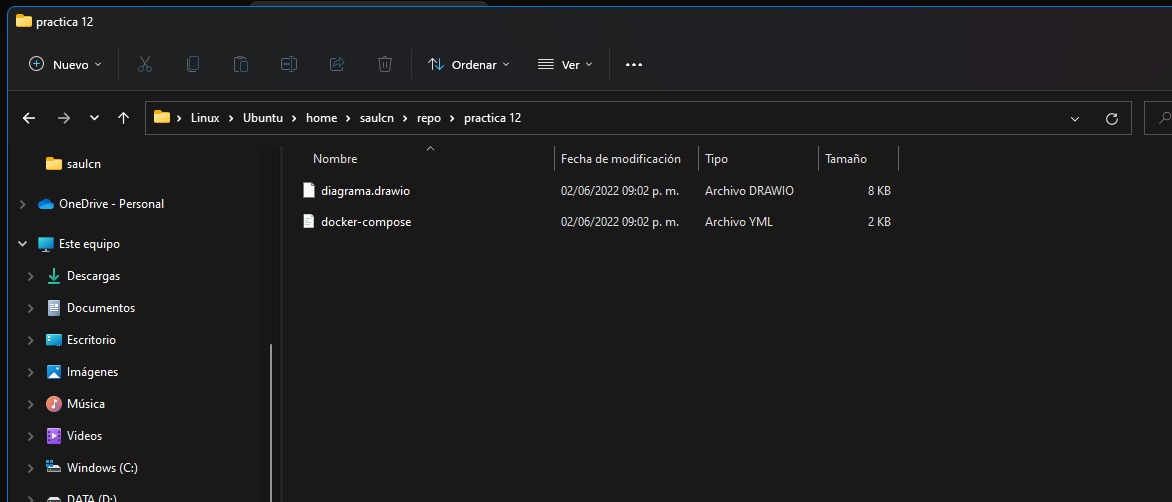 practica 12
Nuevo Ordenar Ver
Linux Ubuntu home saulcn repo practica 12
saulcn
OneDrive - Personal
Este equipo
Descargas
Documentos
Escritorio
Imágenes
Música
Videos
Windows (C:)
DATA (D:)
Nombre Fecha de modificación Tipo Tamaño
diagrama.drawio 02/06/2022 09:02 p. m. Archivo DRAWIO 8 KB
docker-compose 02/06/2022 09:02 p. m. Archivo YML 2 KB